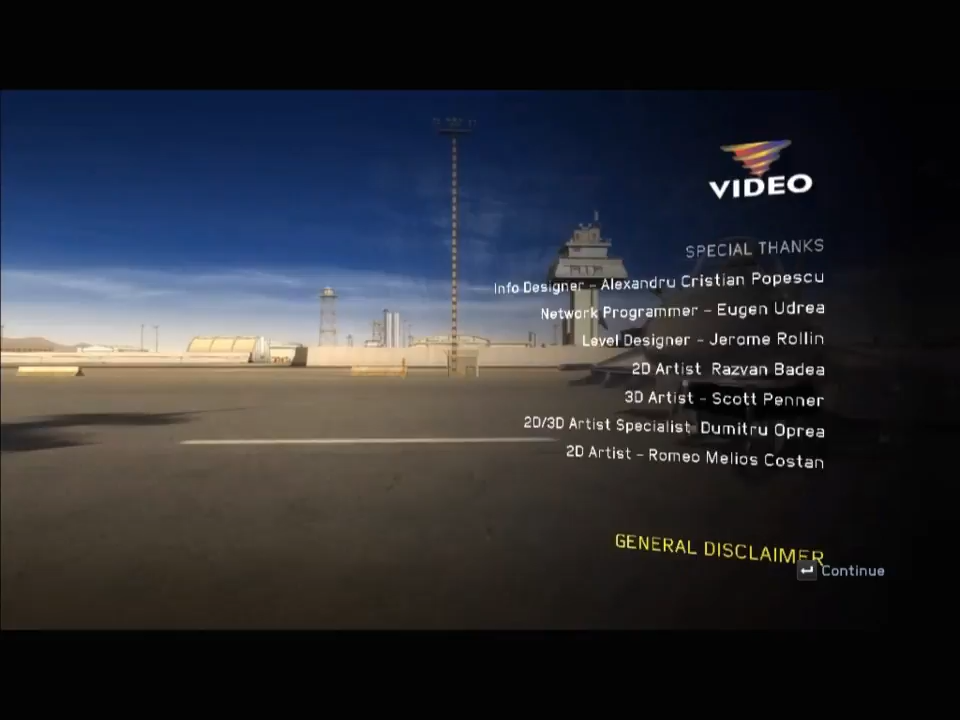 VIDEO
SPECIAL THANKS
Info Designer - Alexandru Cristian Popescu
Network Programmer - Eugen Udrea
Level Designer - Jerome Rollin
2D Artist Razvan Badea
3D Artist - Scott Penner
2D/3D Artist Specialist Dumitru Oprea
2D Artist - Romeo Melios Costan
GENERAL DISCLAIMER
Continue